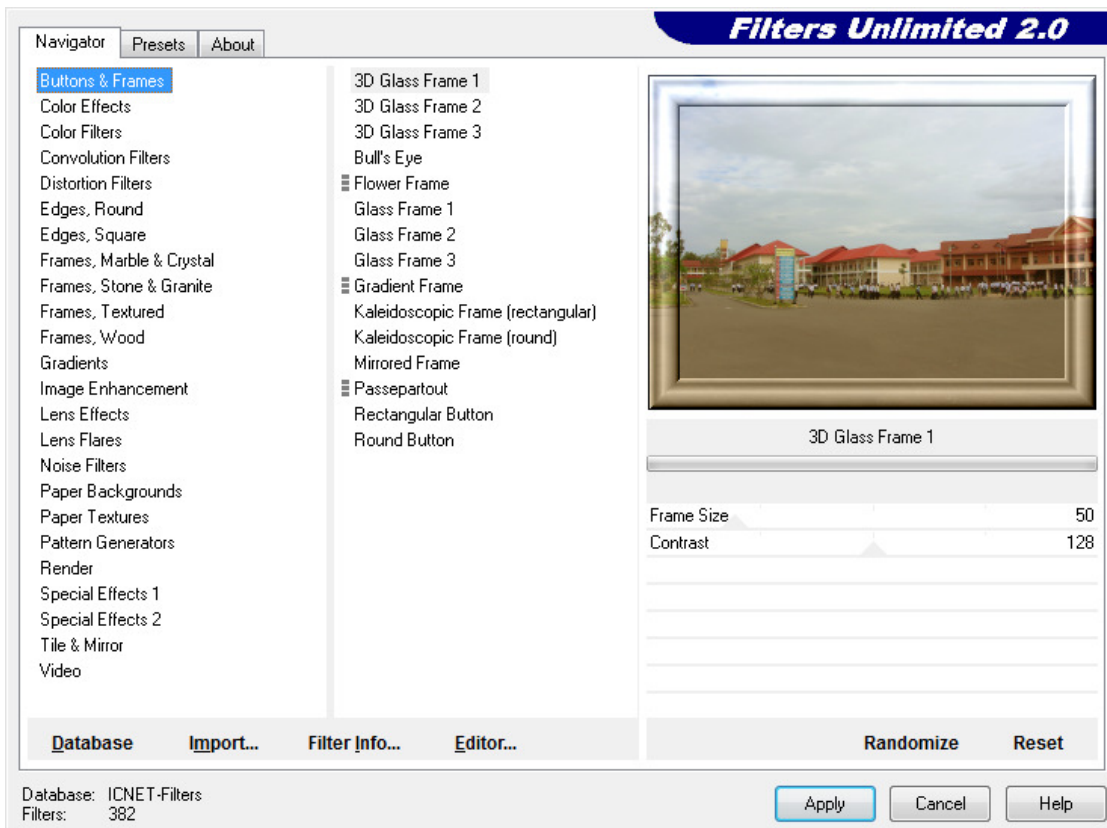 Filters Unlimited 2.0
Navigator
Presets
About
Buttons & Frames
Color Effects
Color Filters
Convolution Filters
Distortion Filters
Edges, Round
Edges, Square
Frames, Marble & Crystal
Frames, Stone & Granite
Frames, Textured
Frames, Wood
Gradients
Image Enhancement
Lens Effects
Lens Flares
Noise Filters
Paper Backgrounds
Paper Textures
Pattern Generators
Render
Special Effects 1
Special Effects 2
Tile & Mirror
Video
3D Glass Frame 1
3D Glass Frame 2
3D Glass Frame 3
Bull's Eye
Flower Frame
Glass Frame 1
Glass Frame 2
Glass Frame 3
Gradient Frame
Kaleidoscopic Frame (rectangular)
Kaleidoscopic Frame (round)
Mirrored Frame
Passepartout
Rectangular Button
Round Button
3D Glass Frame 1
Frame Size 50
Contrast 128
Database Import... Filter Info... Editor...
Randomize Reset
Database: ICNET-Filters
Filters: 382
Apply Cancel Help